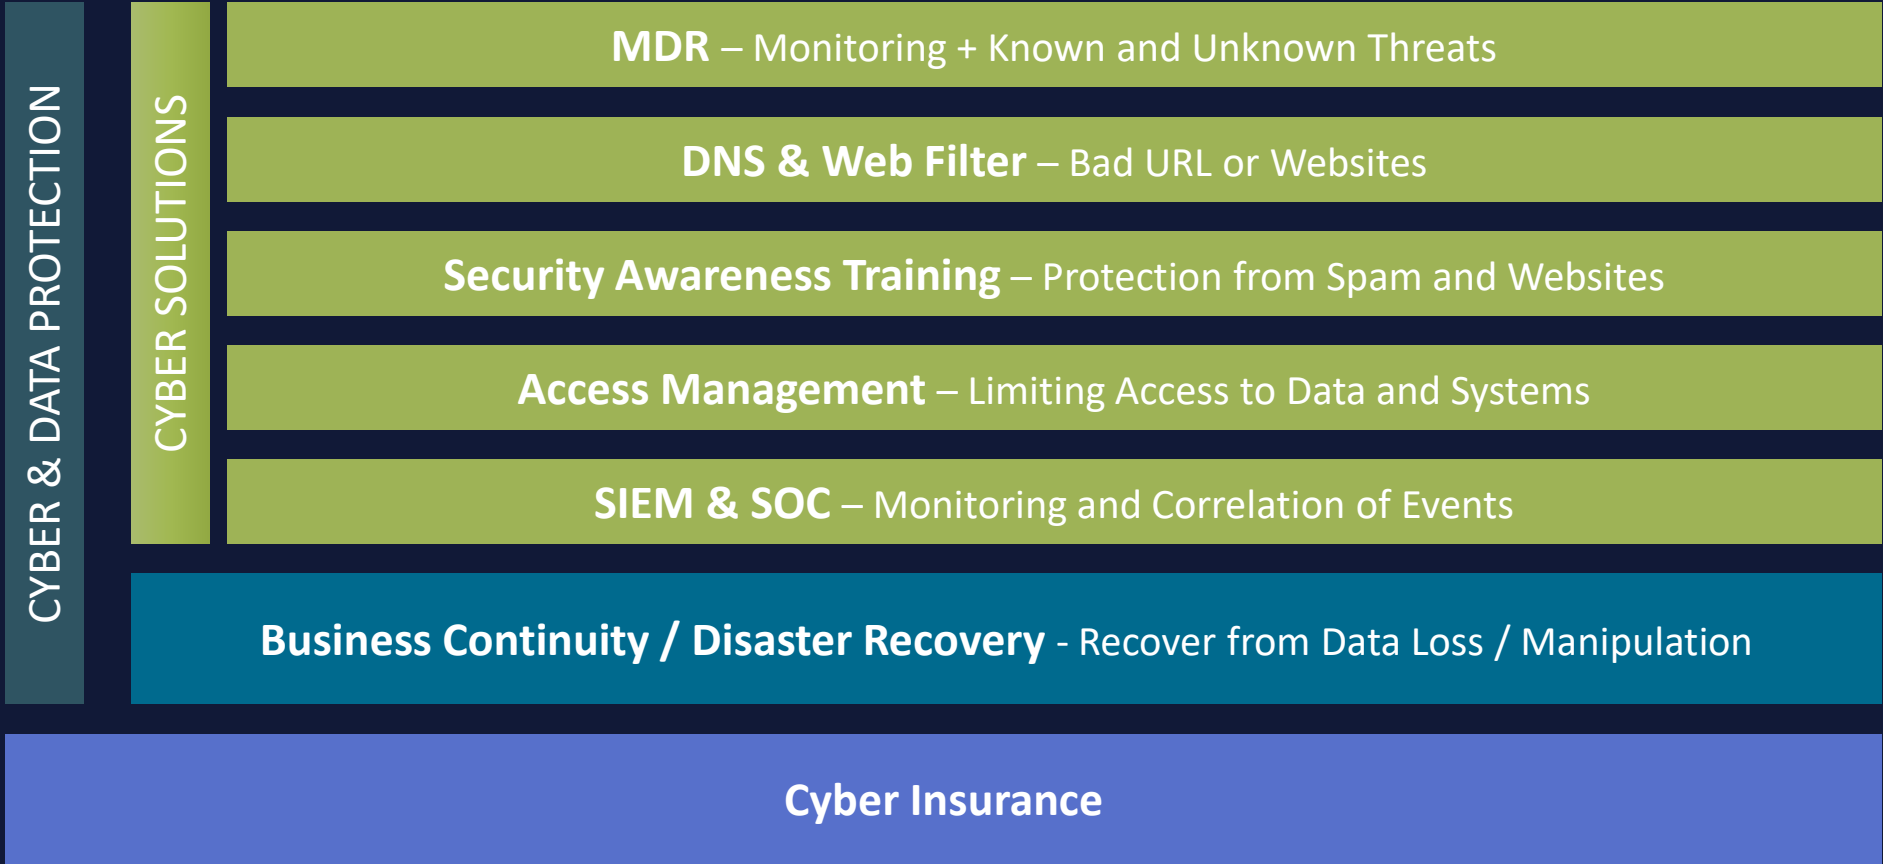 CYBER & DATA PROTECTION
CYBER SOLUTIONS
MDR – Monitoring + Known and Unknown Threats
DNS & Web Filter – Bad URL or Websites
Security Awareness Training – Protection from Spam and Websites
Access Management – Limiting Access to Data and Systems
SIEM & SOC – Monitoring and Correlation of Events
Business Continuity / Disaster Recovery - Recover from Data Loss / Manipulation
Cyber Insurance